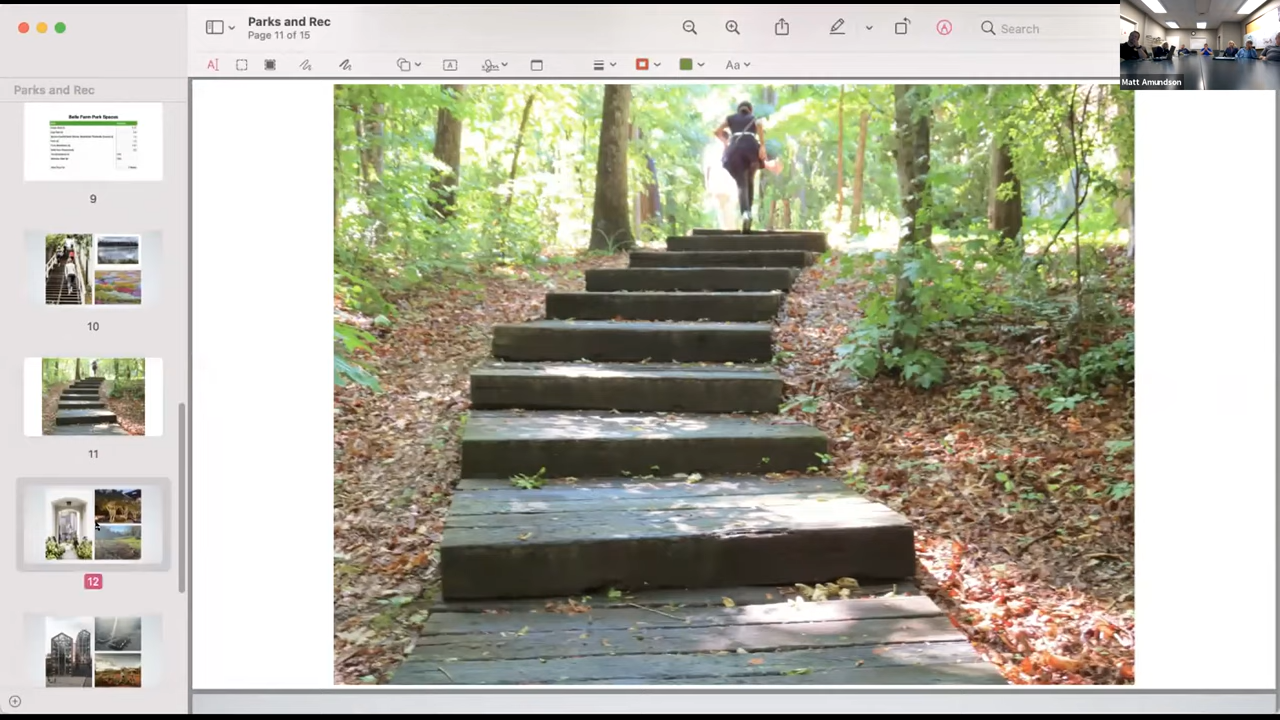 Parks and Rec
Page 11 of 15
Search
Matt Amundson
Parks and Rec
Belle Farm Park Spaces
9
10
11
12